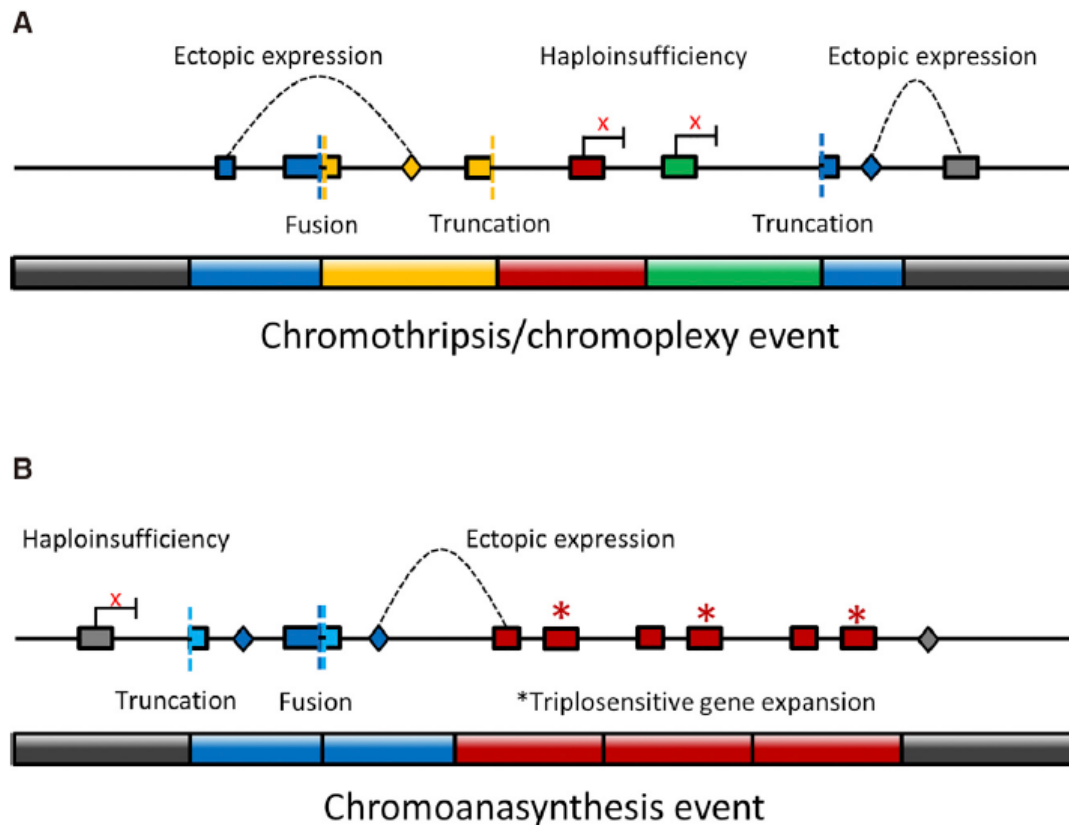 A
Ectopic expression
Haploinsufficiency
Ectopic expression
x
x
Fusion
Truncation
Truncation
Chromothripsis/chromoplexy event
B
Haploinsufficiency
Ectopic expression
x
*
*
*
Truncation
Fusion
*Triplosensitive gene expansion
Chromoanasynthesis event